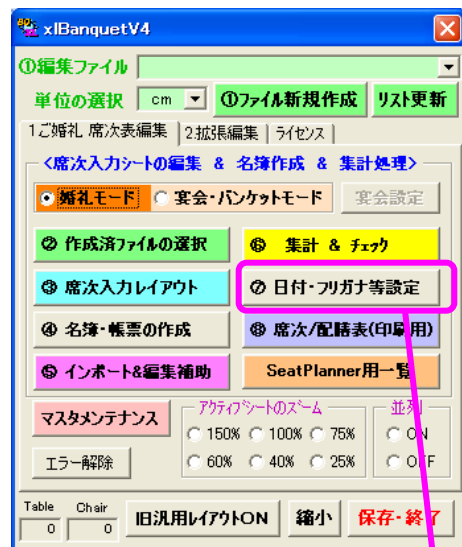 xlBanquetV4
①編集ファイル
単位の選択 cm ①ファイル新規作成 リスト更新
1ご婚礼 席次表編集 2.拡張編集 ライセンス
<席次入力シートの編集 & 名簿作成 & 集計処理>
婚礼モード 宴会・バンケットモード 宴会設定
② 作成済ファイルの選択 ⑥ 集計 & チェック
③ 席次入力レイアウト ⑦ 日付・フリガナ等設定
④ 名簿・帳票の作成 ⑧ 席次/配膳表(印刷用)
⑤ インポート&編集補助 SeatPlanner用一覧
マスタメンテナンス アクティブシートのズーム 並列
150% 100% 75% ON
エラー解除 60% 40% 25% OFF
Table Chair
0 0 旧汎用レイアウトON 縮小 保存・終了